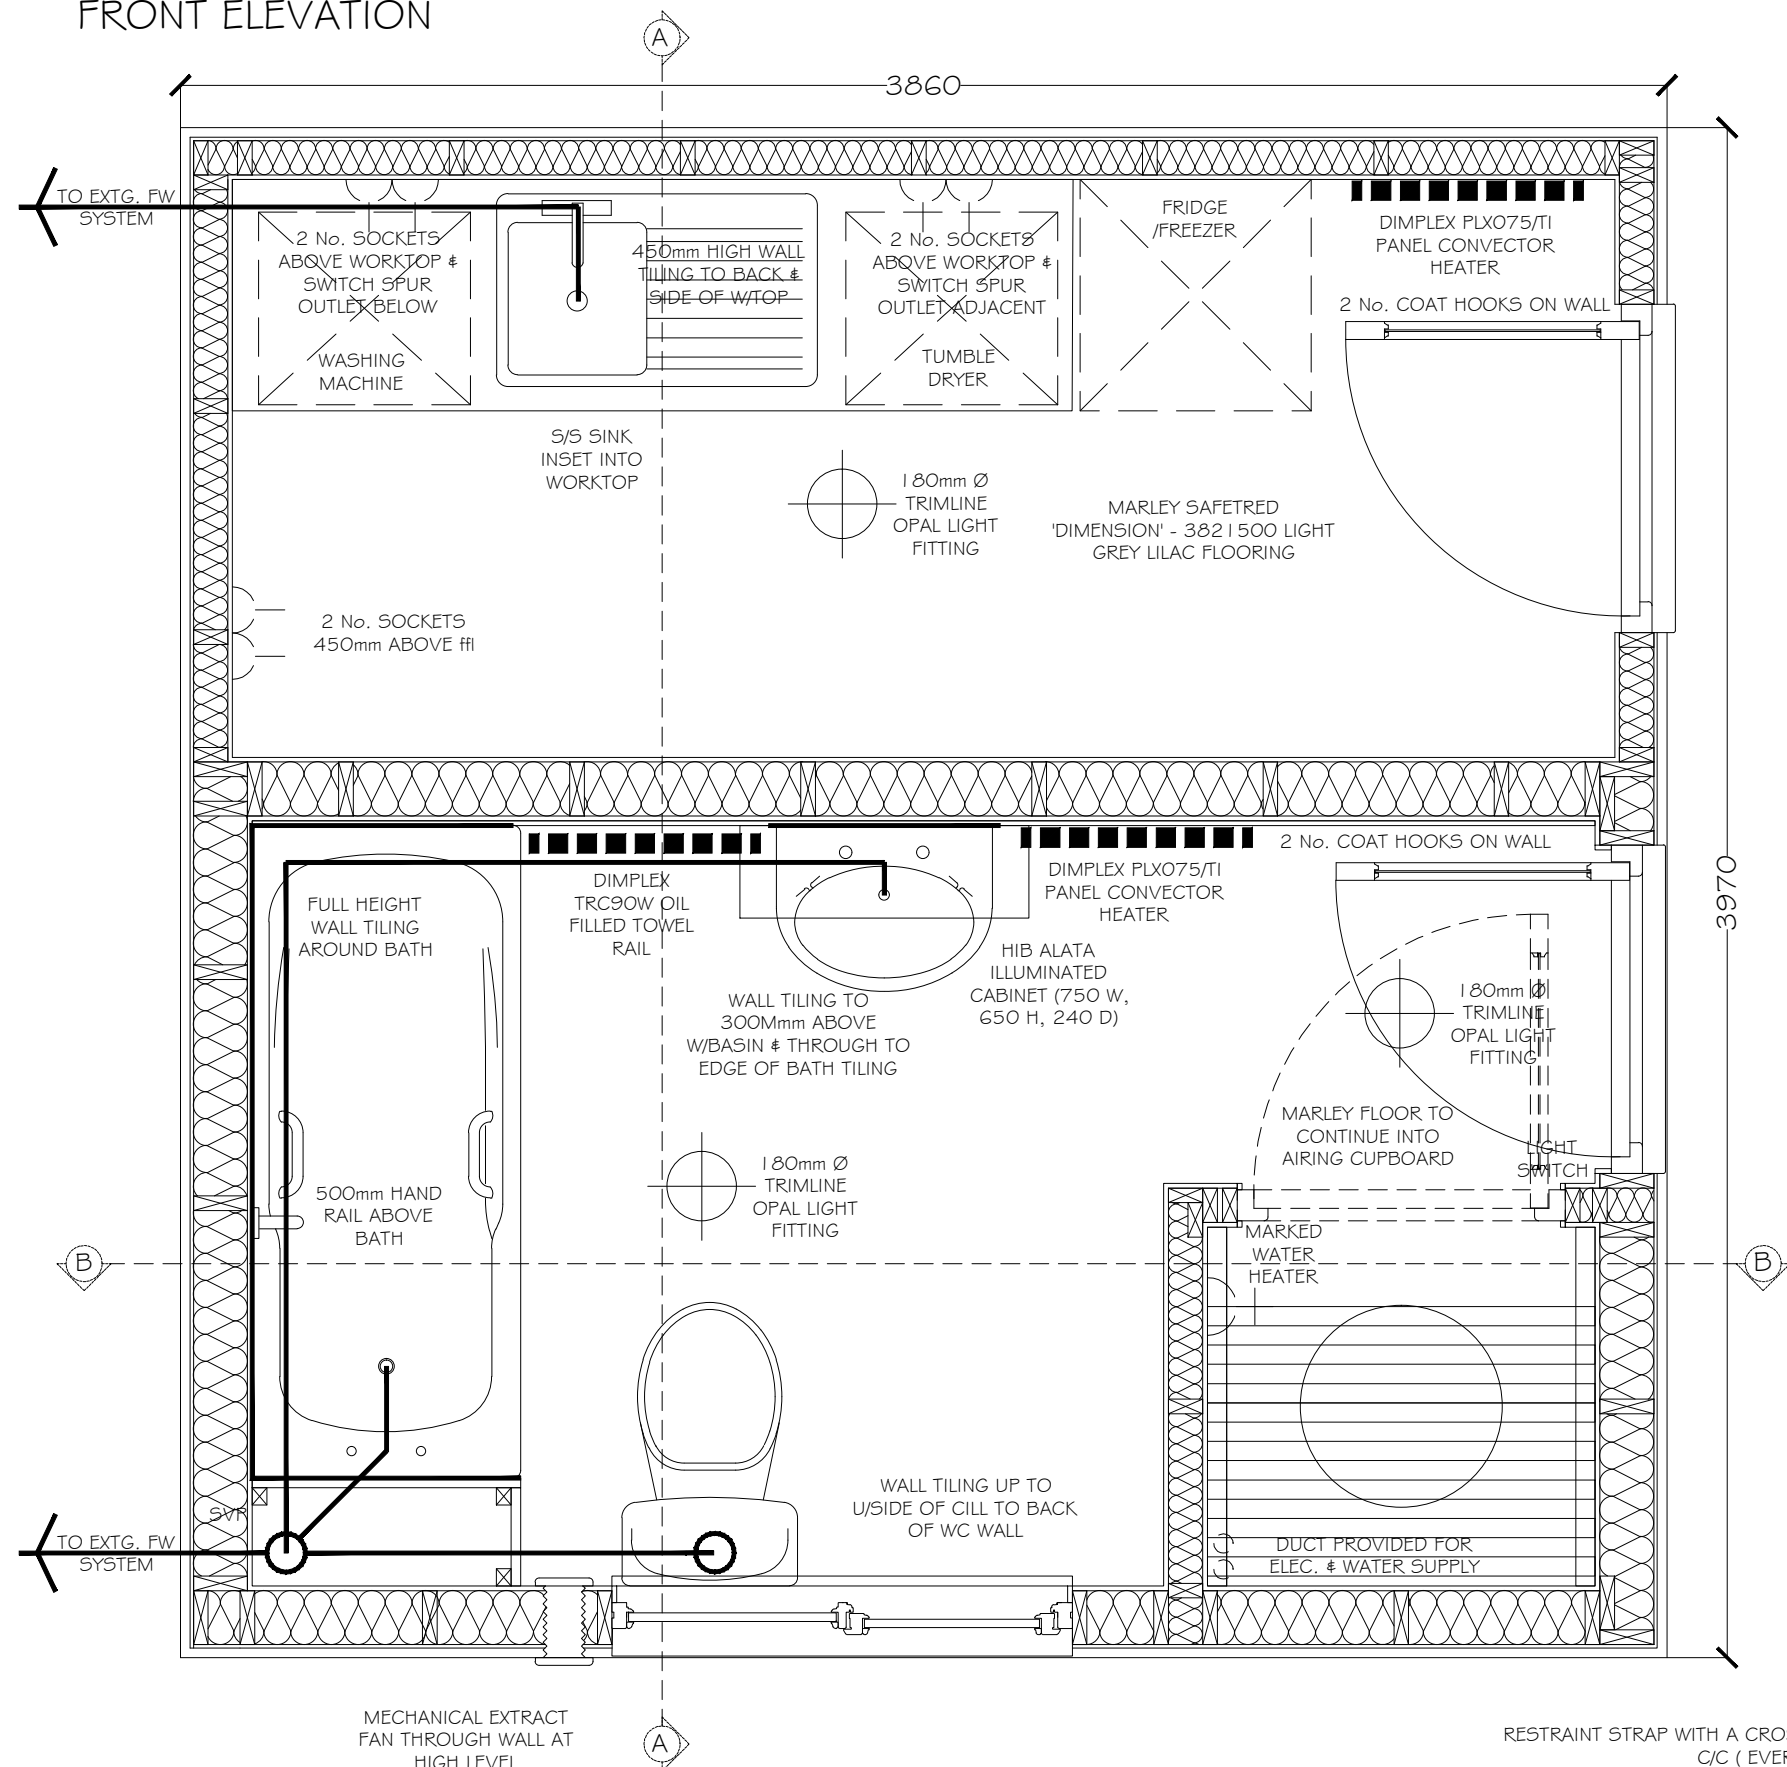 FRONT ELEVATION
A
3860
TO EXTG. FW
SYSTEM
2 No. SOCKETS
ABOVE WORKTOP &
SWITCH SPUR
OUTLET BELOW
WASHING
MACHINE
450mm HIGH WALL
TILING TO BACK &
SIDE OF W/TOP
2 No. SOCKETS
ABOVE WORKTOP &
SWITCH SPUR
OUTLET ADJACENT
TUMBLE
DRYER
FRIDGE
/FREEZER
DIMPLEX PLX075/TI
PANEL CONVECTOR
HEATER
2 No. COAT HOOKS ON WALL
S/S SINK
INSET INTO
WORKTOP
180mm Ø
TRIMLINE
OPAL LIGHT
FITTING
MARLEY SAFETRED
'DIMENSION' - 3821500 LIGHT
GREY LILAC FLOORING
2 No. SOCKETS
450mm ABOVE ffl
3970
FULL HEIGHT
WALL TILING
AROUND BATH
DIMPLEX
TRC90W OIL
FILLED TOWEL
RAIL
DIMPLEX PLX075/TI
PANEL CONVECTOR
HEATER
2 No. COAT HOOKS ON WALL
HIB ALATA
ILLUMINATED
CABINET (750 W,
650 H, 240 D)
WALL TILING TO
300Mmm ABOVE
W/BASIN & THROUGH TO
EDGE OF BATH TILING
180mm Ø
TRIMLINE
OPAL LIGHT
FITTING
MARLEY FLOOR TO
CONTINUE INTO
AIRING CUPBOARD
LIGHT
SWITCH
500mm HAND
RAIL ABOVE
BATH
180mm Ø
TRIMLINE
OPAL LIGHT
FITTING
B
MARKED
WATER
HEATER
B
SVP
TO EXTG. FW
SYSTEM
WALL TILING UP TO
U/SIDE OF CILL TO BACK
OF WC WALL
DUCT PROVIDED FOR
ELEC. & WATER SUPPLY
MECHANICAL EXTRACT
FAN THROUGH WALL AT
HIGH LEVEL
A
RESTRAINT STRAP WITH A CRO
C/C ( EVER